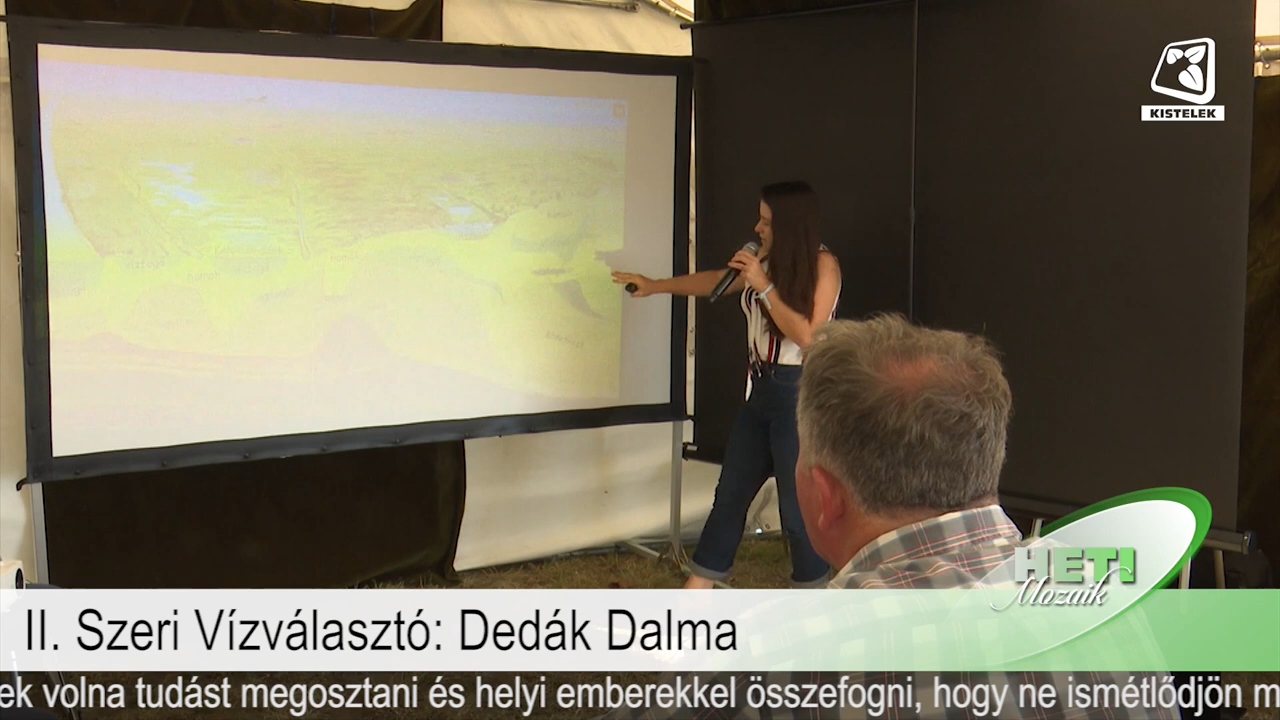 KISTELEK
HETI
Mozaik
II. Szeri Vízválasztó: Dedák Dalma
ek volna tudást megosztani és helyi emberekkel összefogni, hogy ne ismétlődjön m